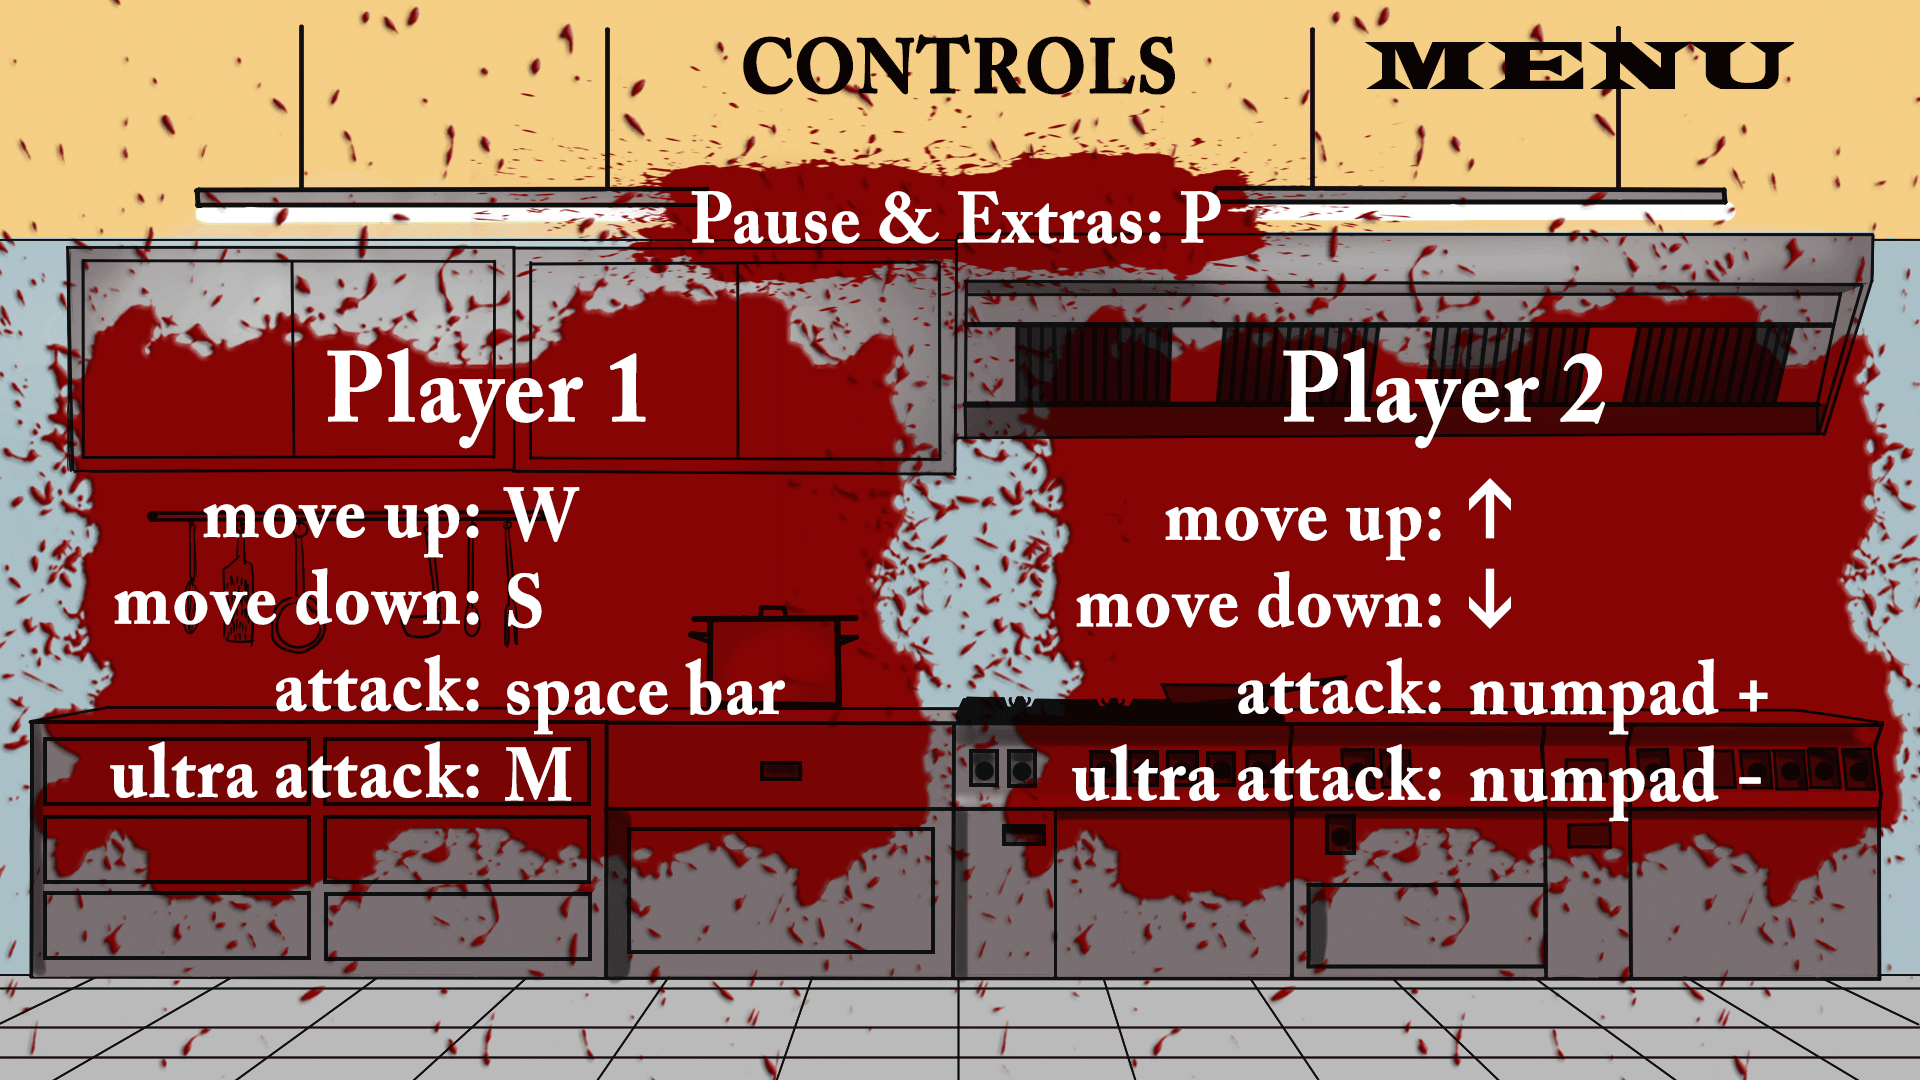 CONTROLS
MENU
Pause & Extras: P
Player 1
move up: W
move down: S
attack: space bar
ultra attack: M
Player 2
move up: ↑
move down: ↓
attack: numpad +
ultra attack: numpad -